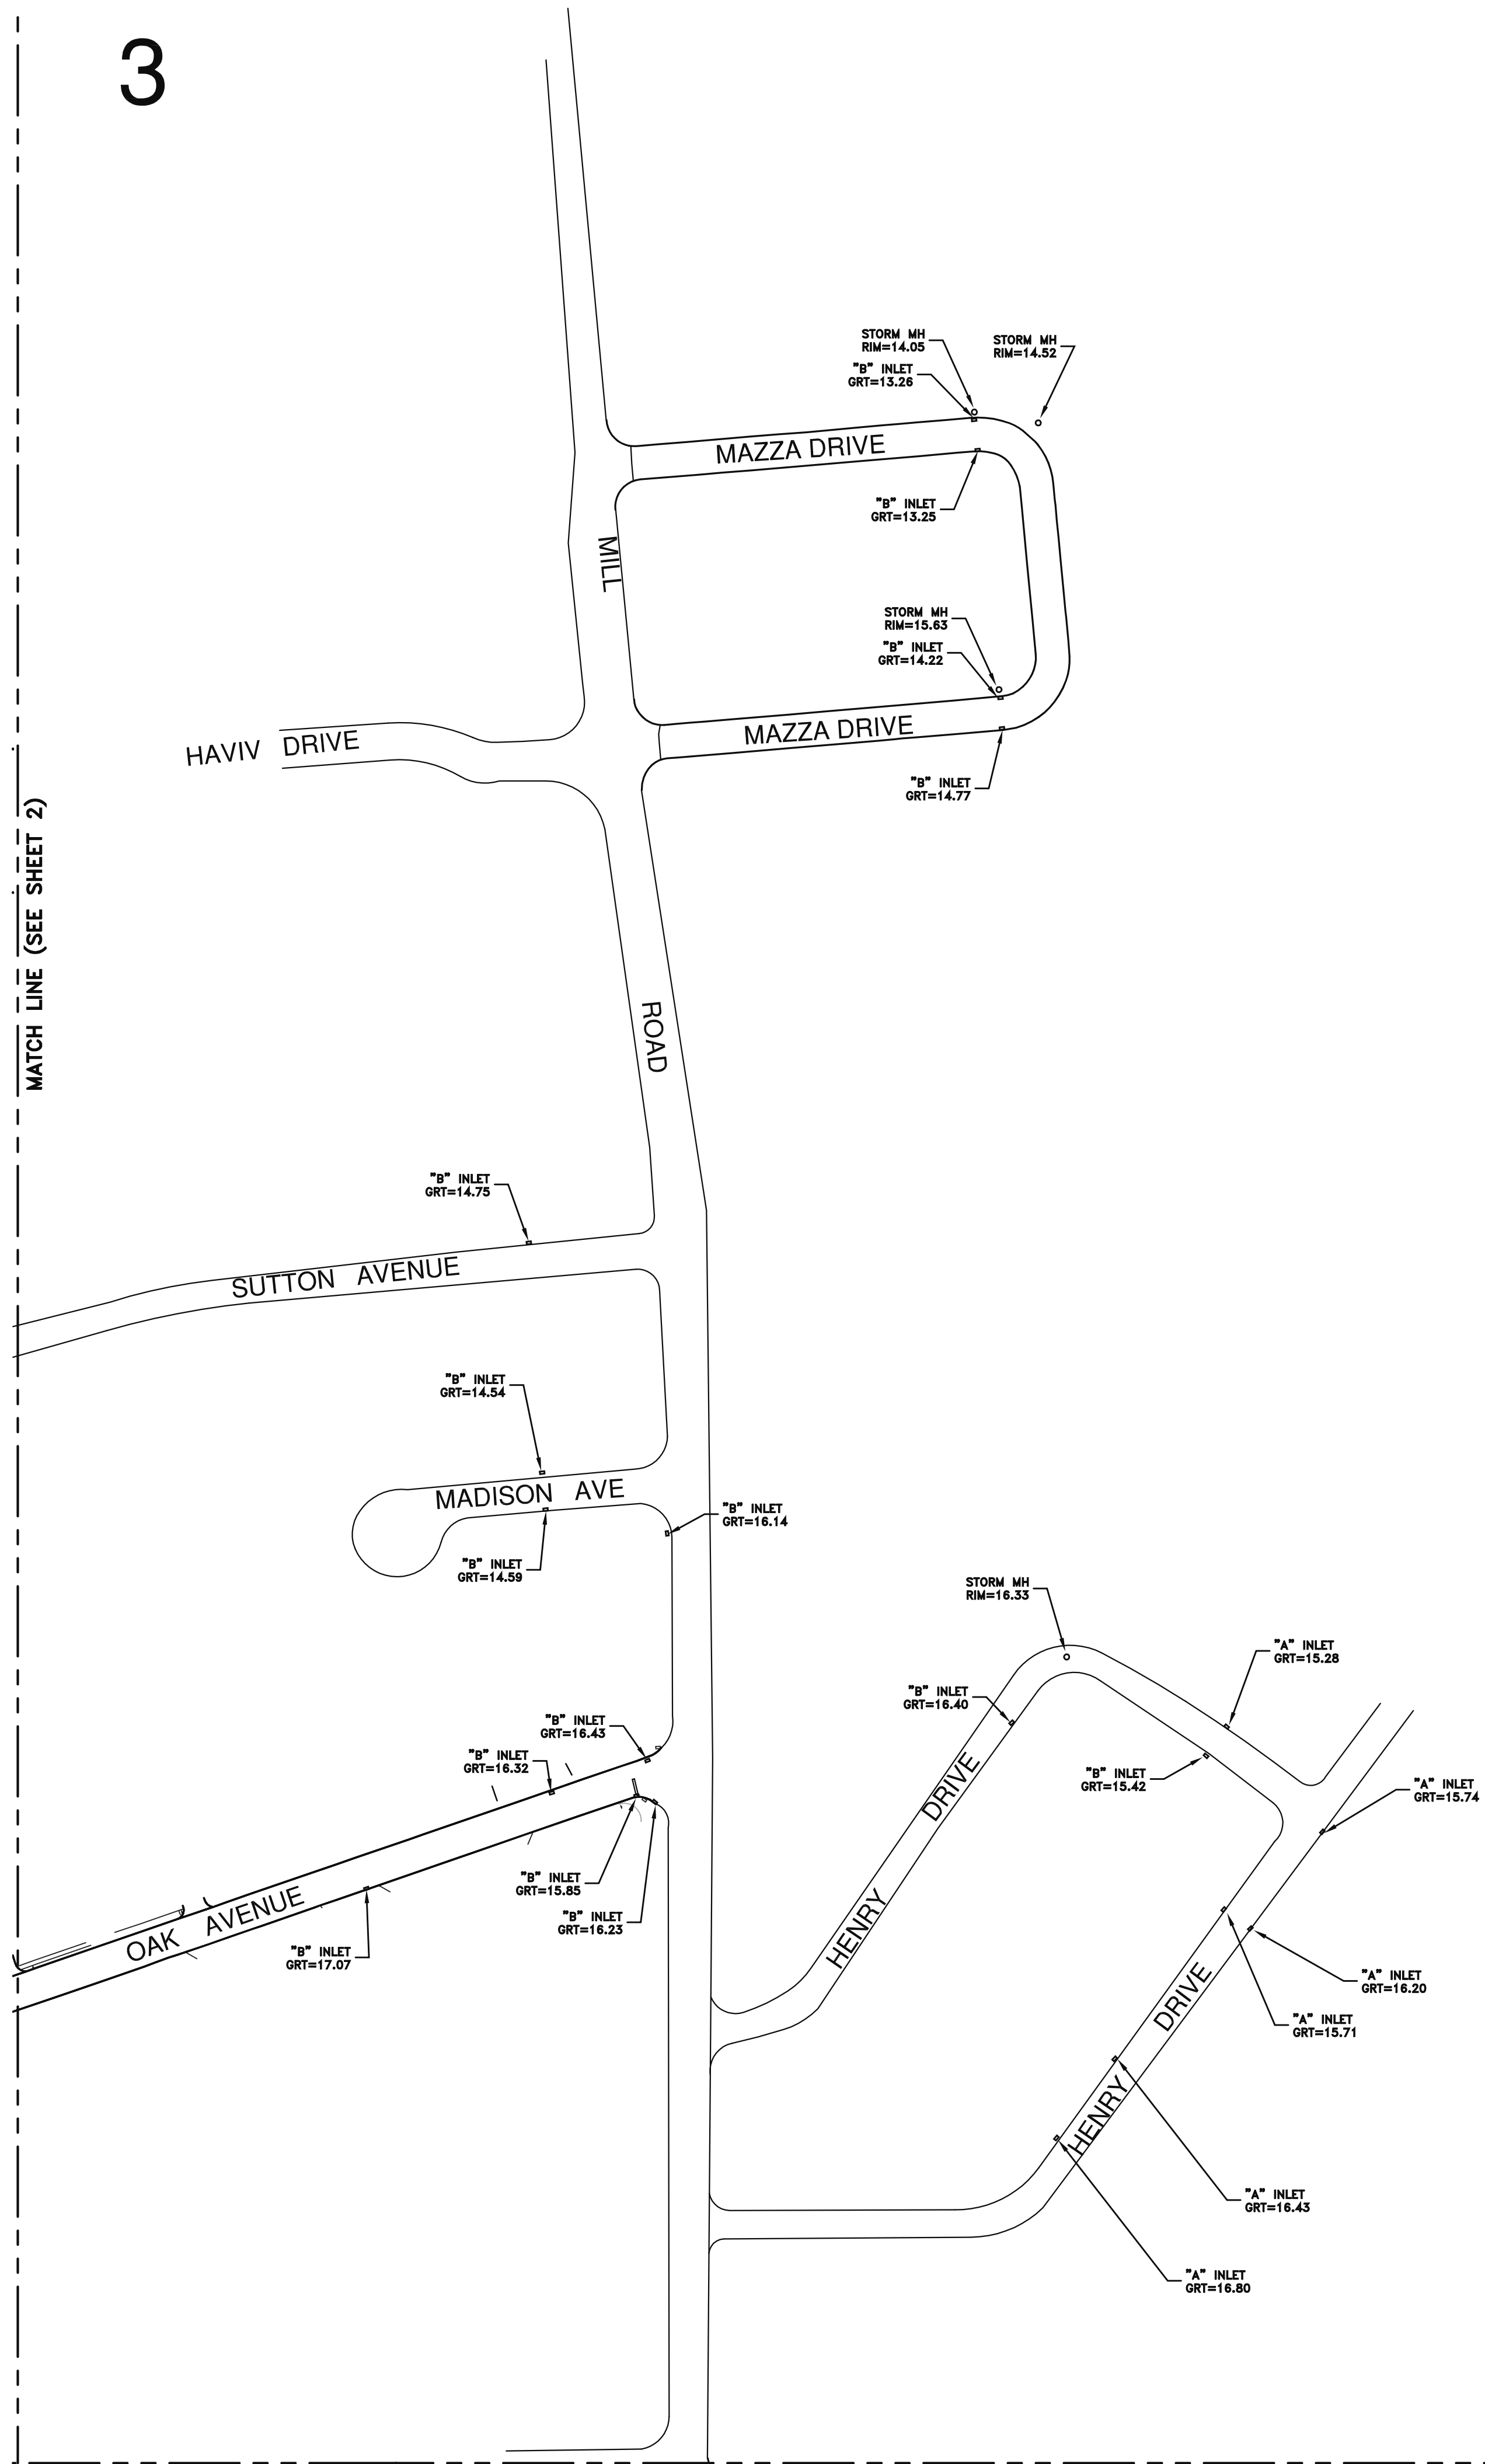 3
STORM MH
RIM=14.05
STORM MH
RIM=14.52
"B" INLET
GRT=13.26
MAZZA DRIVE
"B" INLET
GRT=13.25
MILL
STORM MH
RIM=15.63
"B" INLET
GRT=14.22
HAVIV DRIVE
MAZZA DRIVE
"B" INLET
GRT=14.77
MATCH LINE (SEE SHEET 2)
ROAD
"B" INLET
GRT=14.75
SUTTON AVENUE
"B" INLET
GRT=14.54
MADISON AVE
"B" INLET
GRT=16.14
"B" INLET
GRT=14.59
STORM MH
RIM=16.33
"A" INLET
GRT=15.28
"B" INLET
GRT=16.40
"B" INLET
GRT=16.43
"B" INLET
GRT=16.32
"B" INLET
GRT=15.42
"A" INLET
GRT=15.74
HENRY DRIVE
"B" INLET
GRT=15.85
"B" INLET
GRT=16.23
OAK AVENUE
"B" INLET
GRT=17.07
"A" INLET
GRT=16.20
"A" INLET
GRT=15.71
HENRY DRIVE
"A" INLET
GRT=16.43
"A" INLET
GRT=16.80